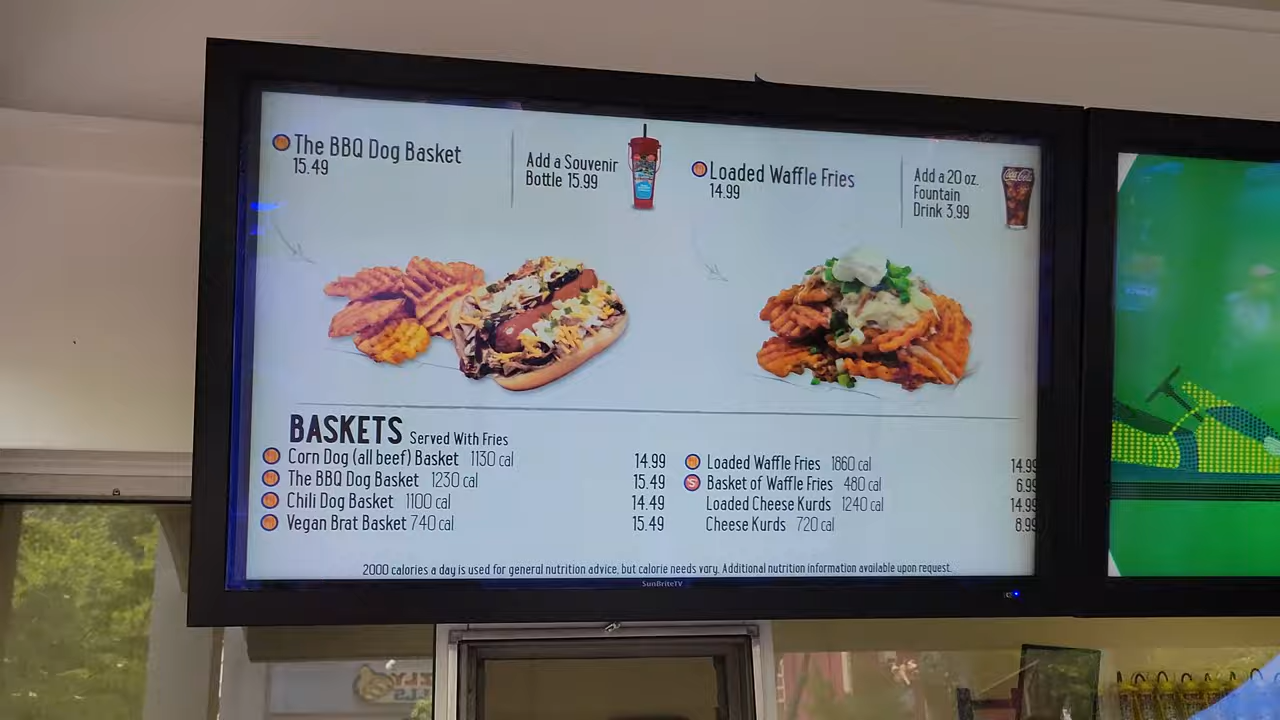 The BBQ Dog Basket
15.49
Add a Souvenir
Bottle 15.99
Loaded Waffle Fries
14.99
Add a 20 oz.
Fountain
Drink 3.99
Coca-Cola
BASKETS Served With Fries
Corn Dog (all beef) Basket 1130 cal 14.99
The BBQ Dog Basket 1230 cal 15.49
Chili Dog Basket 1100 cal 14.49
Vegan Brat Basket 740 cal 15.49
Loaded Waffle Fries 1860 cal 14.99
S Basket of Waffle Fries 480 cal 6.99
Loaded Cheese Kurds 1240 cal 14.99
Cheese Kurds 720 cal 8.99
2000 calories a day is used for general nutrition advice, but calorie needs vary. Additional nutrition information available upon request.
SunBriteTV